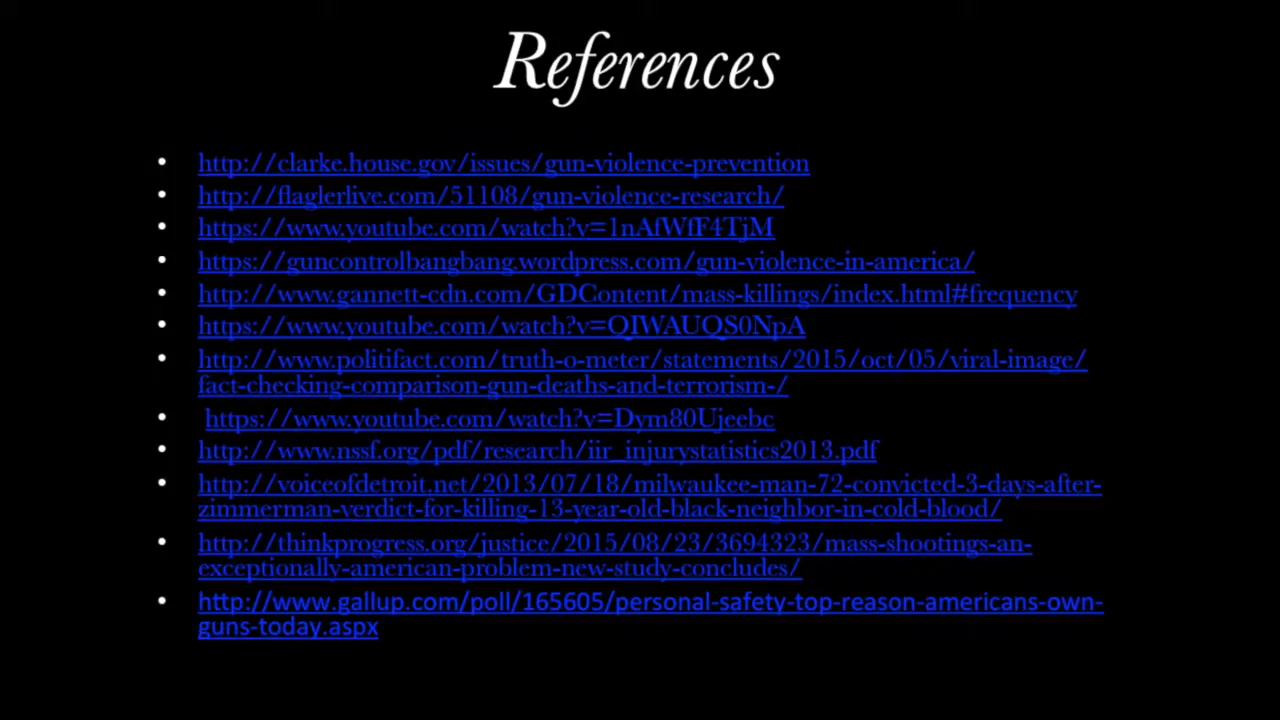 References
• http://clarke.house.gov/issues/gun-violence-prevention
• http://flaglerlive.com/51108/gun-violence-research/
• https://www.youtube.com/watch?v=1nAfWfF4TjM
• https://guncontrolbangbang.wordpress.com/gun-violence-in-america/
• http://www.gannett-cdn.com/GDContent/mass-killings/index.html#frequency
• https://www.youtube.com/watch?v=QIWAUQS0NpA
• http://www.politifact.com/truth-o-meter/statements/2015/oct/05/viral-image/
fact-checking-comparison-gun-deaths-and-terrorism-/
• https://www.youtube.com/watch?v=Dym80Ujeebc
• http://www.nssf.org/pdf/research/iir_injurystatistics2013.pdf
• http://voiceofdetroit.net/2013/07/18/milwaukee-man-72-convicted-3-days-after-
zimmerman-verdict-for-killing-13-year-old-black-neighbor-in-cold-blood/
• http://thinkprogress.org/justice/2015/08/23/3694323/mass-shootings-an-
exceptionally-american-problem-new-study-concludes/
• http://www.gallup.com/poll/165605/personal-safety-top-reason-americans-own-
guns-today.aspx